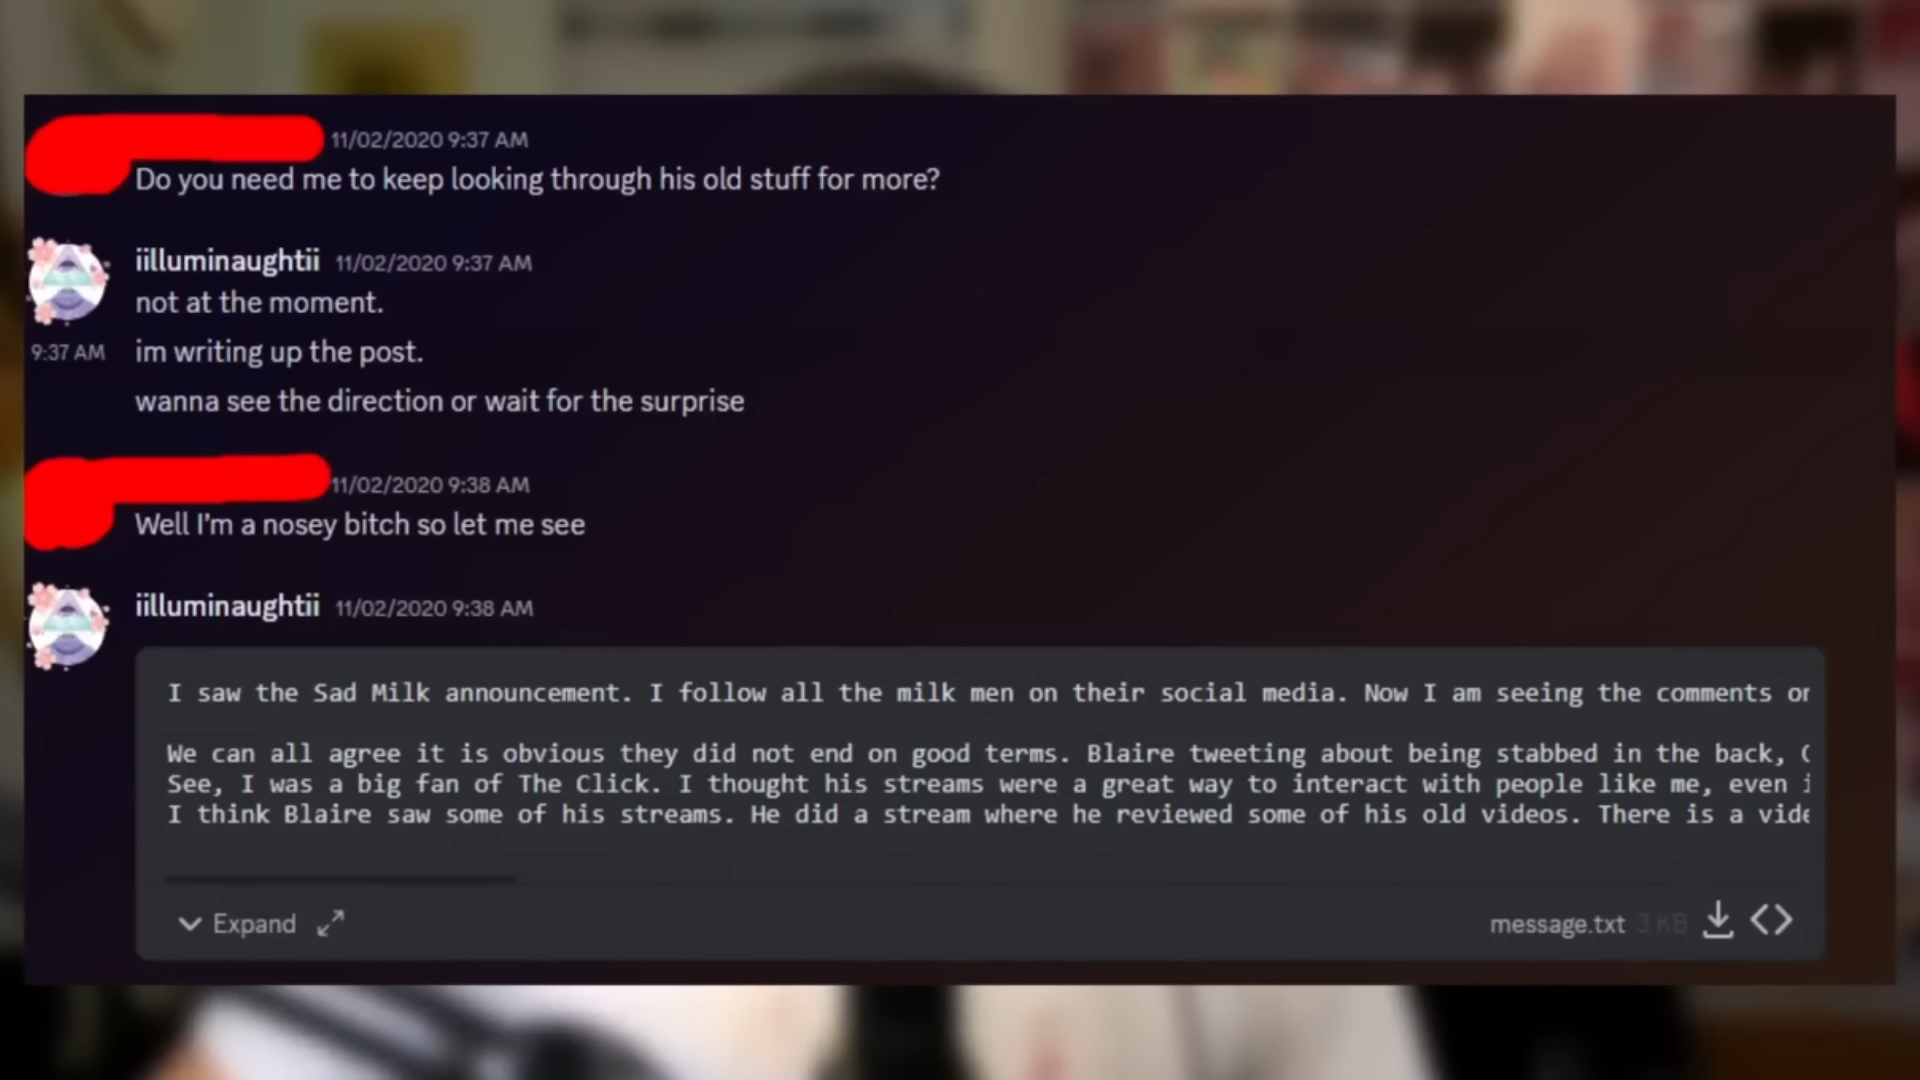 11/02/2020 9:37 AM
Do you need me to keep looking through his old stuff for more?
iilluminaughtii 11/02/2020 9:37 AM
not at the moment.
9:37 AM im writing up the post.
wanna see the direction or wait for the surprise
11/02/2020 9:38 AM
Well I'm a nosey bitch so let me see
iilluminaughtii 11/02/2020 9:38 AM
I saw the Sad Milk announcement. I follow all the milk men on their social media. Now I am seeing the comments or
We can all agree it is obvious they did not end on good terms. Blaire tweeting about being stabbed in the back,
See, I was a big fan of The Click. I thought his streams were a great way to interact with people like me, even
I think Blaire saw some of his streams. He did a stream where he reviewed some of his old videos. There is a
Expand
message.txt 3 KB